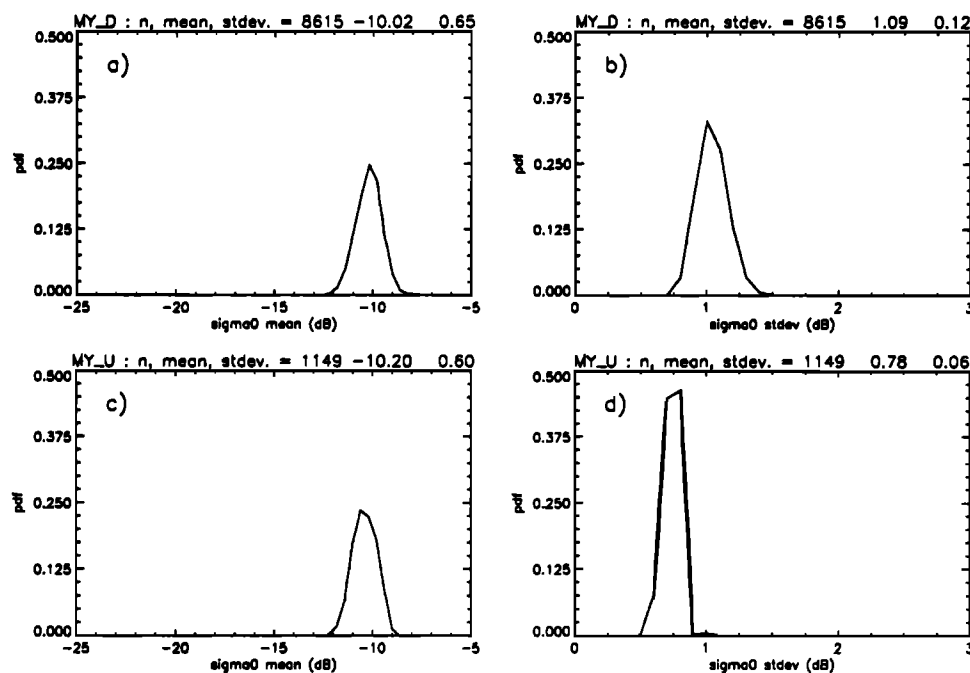 MY_D : n, mean, stdev. = 8615 -10.02 0.65
0.500
a)
0.375
pdf
0.250
0.125
0.000
-25 -20 -15 -10 -5
sigma0 mean (dB)
MY_D : n, mean, stdev. = 8615 1.09 0.12
0.500
b)
0.375
pdf
0.250
0.125
0.000
0 1 2 3
sigma0 stdev (dB)
MY_U : n, mean, stdev. = 1149 -10.20 0.60
0.500
c)
0.375
pdf
0.250
0.125
0.000
-25 -20 -15 -10 -5
sigma0 mean (dB)
MY_U : n, mean, stdev. = 1149 0.78 0.06
0.500
d)
0.375
pdf
0.250
0.125
0.000
0 1 2 3
sigma0 stdev (dB)